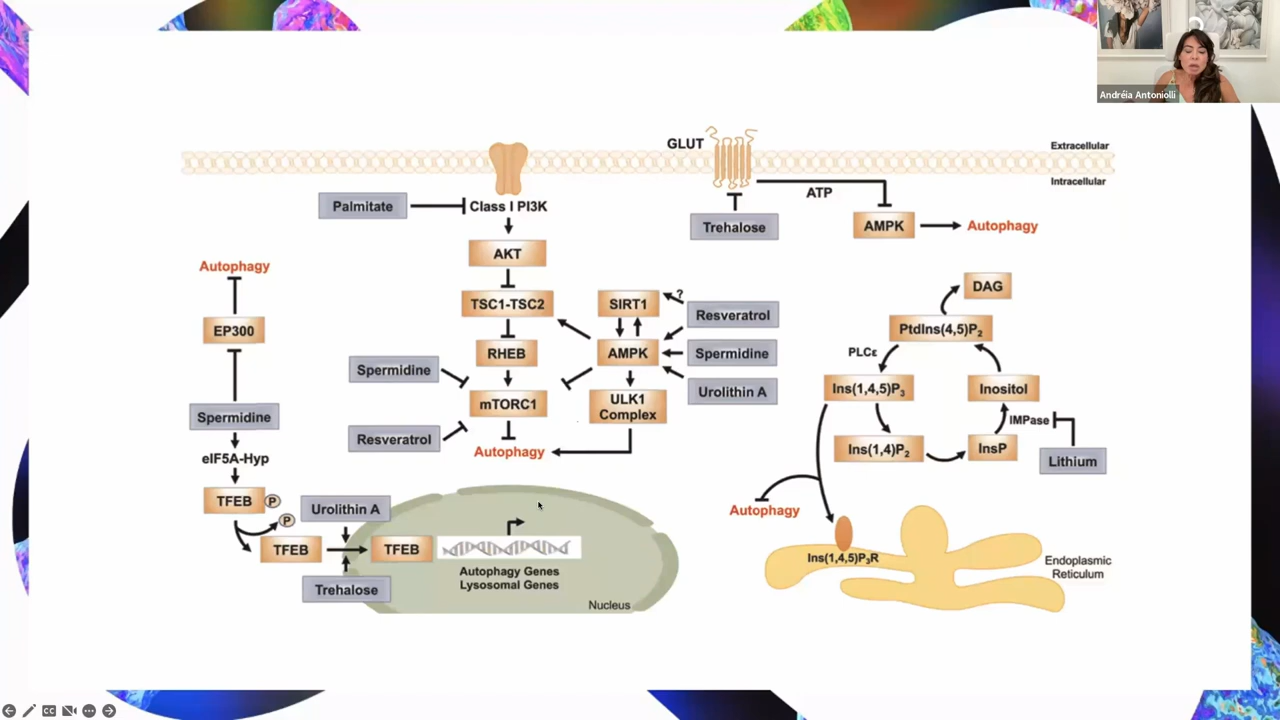 Andréia Antoniolli
GLUT
Extracellular
Intracellular
ATP
Palmitate
Class I PI3K
Trehalose
AMPK
Autophagy
AKT
Autophagy
DAG
TSC1-TSC2
SIRT1
?
Resveratrol
PtdIns(4,5)P₂
EP300
PLCε
RHEB
AMPK
Spermidine
Spermidine
Ins(1,4,5)P₃
Inositol
Urolithin A
mTORC1
ULK1
Complex
Spermidine
IMPase
Resveratrol
Autophagy
Ins(1,4)P₂
InsP
Lithium
eIF5A-Hyp
TFEB
P
P
Urolithin A
Autophagy
TFEB
TFEB
Trehalose
Autophagy Genes
Lysosomal Genes
Nucleus
Ins(1,4,5)P₃R
Endoplasmic
Reticulum
CC